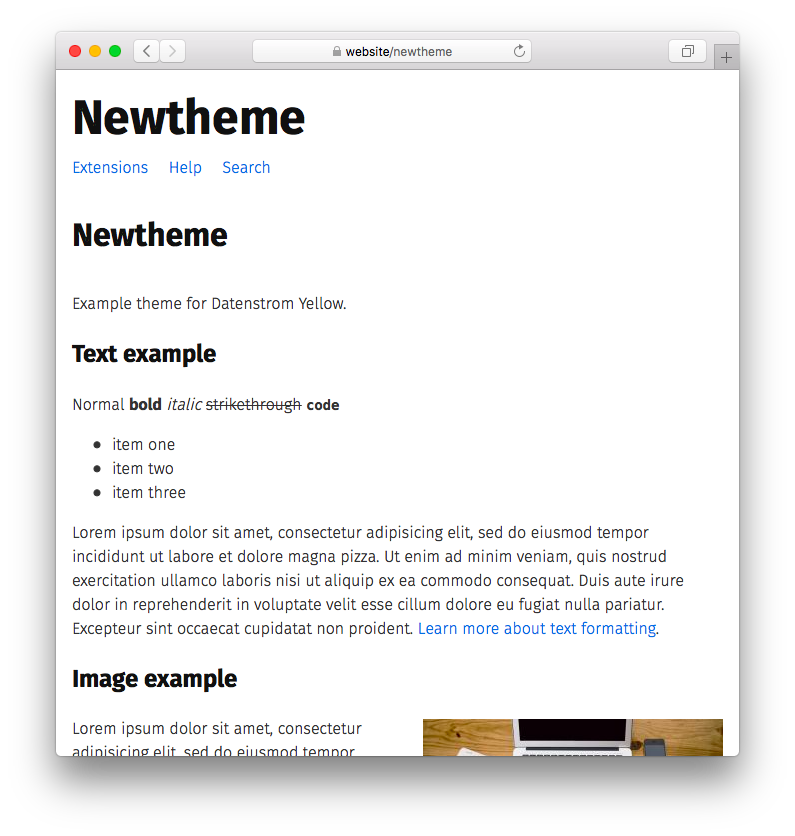 website/newtheme
Newtheme
Extensions Help Search
Newtheme
Example theme for Datenstrom Yellow.
Text example
Normal bold italic strikethrough code
item one
item two
item three
Lorem ipsum dolor sit amet, consectetur adipisicing elit, sed do eiusmod tempor
incididunt ut labore et dolore magna pizza. Ut enim ad minim veniam, quis nostrud
exercitation ullamco laboris nisi ut aliquip ex ea commodo consequat. Duis aute irure
dolor in reprehenderit in voluptate velit esse cillum dolore eu fugiat nulla pariatur.
Excepteur sint occaecat cupidatat non proident. Learn more about text formatting.
Image example
Lorem ipsum dolor sit amet, consectetur
adipisicing elit, sed do eiusmod tempor